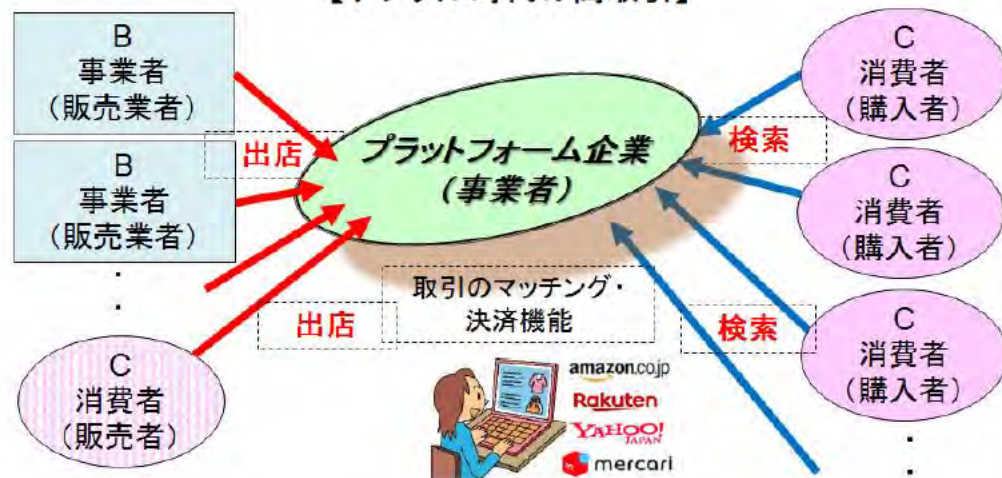 B
事業者
(販売業者)
B
事業者
(販売業者)
・
・
C
消費者
(販売者)
出店
出店
プラットフォーム企業
(事業者)
取引のマッチング・
決済機能
amazon.co.jp
Rakuten
YAHOO!
JAPAN
mercari
検索
検索
C
消費者
(購入者)
C
消費者
(購入者)
C
消費者
(購入者)
・
・